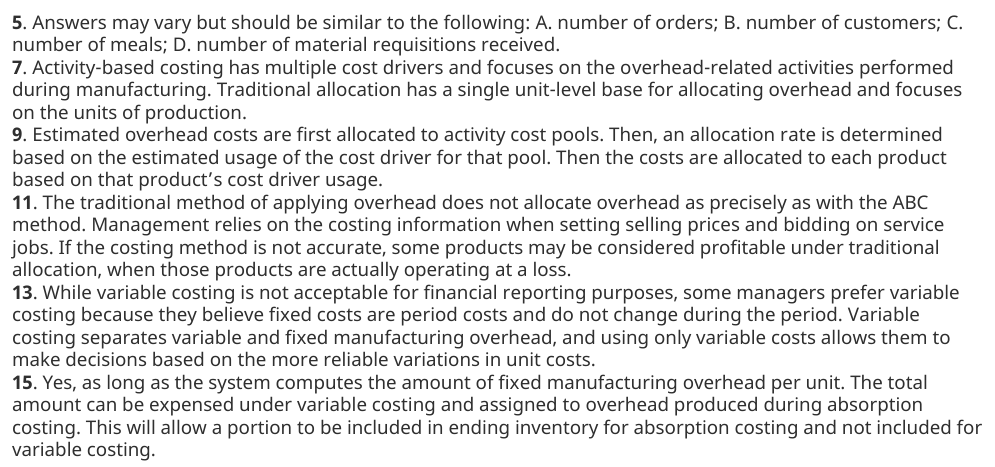 5. Answers may vary but should be similar to the following: A. number of orders; B. number of customers; C.
number of meals; D. number of material requisitions received.
7. Activity-based costing has multiple cost drivers and focuses on the overhead-related activities performed
during manufacturing. Traditional allocation has a single unit-level base for allocating overhead and focuses
on the units of production.
9. Estimated overhead costs are first allocated to activity cost pools. Then, an allocation rate is determined
based on the estimated usage of the cost driver for that pool. Then the costs are allocated to each product
based on that product’s cost driver usage.
11. The traditional method of applying overhead does not allocate overhead as precisely as with the ABC
method. Management relies on the costing information when setting selling prices and bidding on service
jobs. If the costing method is not accurate, some products may be considered profitable under traditional
allocation, when those products are actually operating at a loss.
13. While variable costing is not acceptable for financial reporting purposes, some managers prefer variable
costing because they believe fixed costs are period costs and do not change during the period. Variable
costing separates variable and fixed manufacturing overhead, and using only variable costs allows them to
make decisions based on the more reliable variations in unit costs.
15. Yes, as long as the system computes the amount of fixed manufacturing overhead per unit. The total
amount can be expensed under variable costing and assigned to overhead produced during absorption
costing. This will allow a portion to be included in ending inventory for absorption costing and not included for
variable costing.